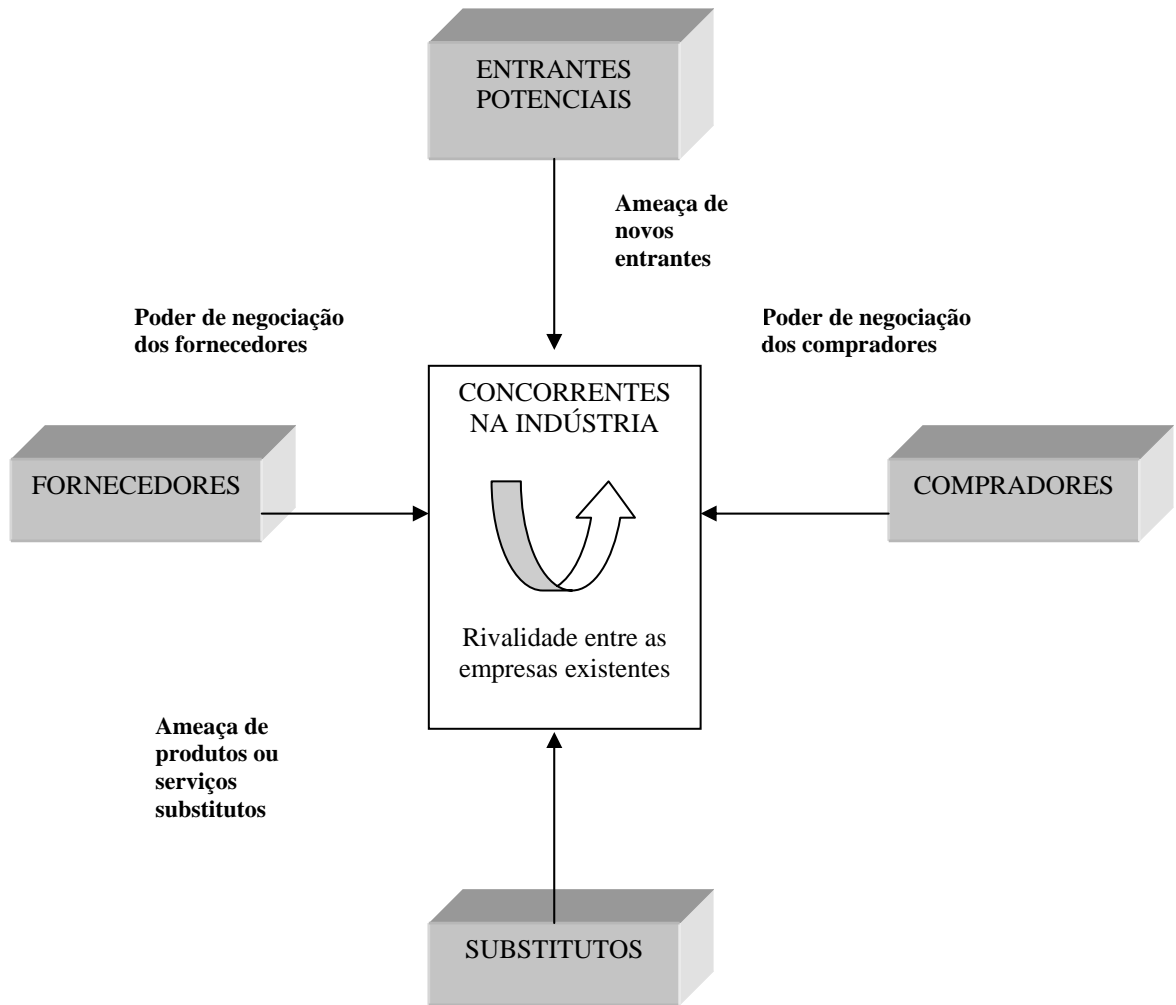 ENTRANTES
POTENCIAIS
Ameaça de
novos
entrantes
Poder de negociação
dos fornecedores
Poder de negociação
dos compradores
CONCORRENTES
NA INDÚSTRIA
FORNECEDORES
COMPRADORES
Rivalidade entre as
empresas existentes
Ameaça de
produtos ou
serviços
substitutos
SUBSTITUTOS